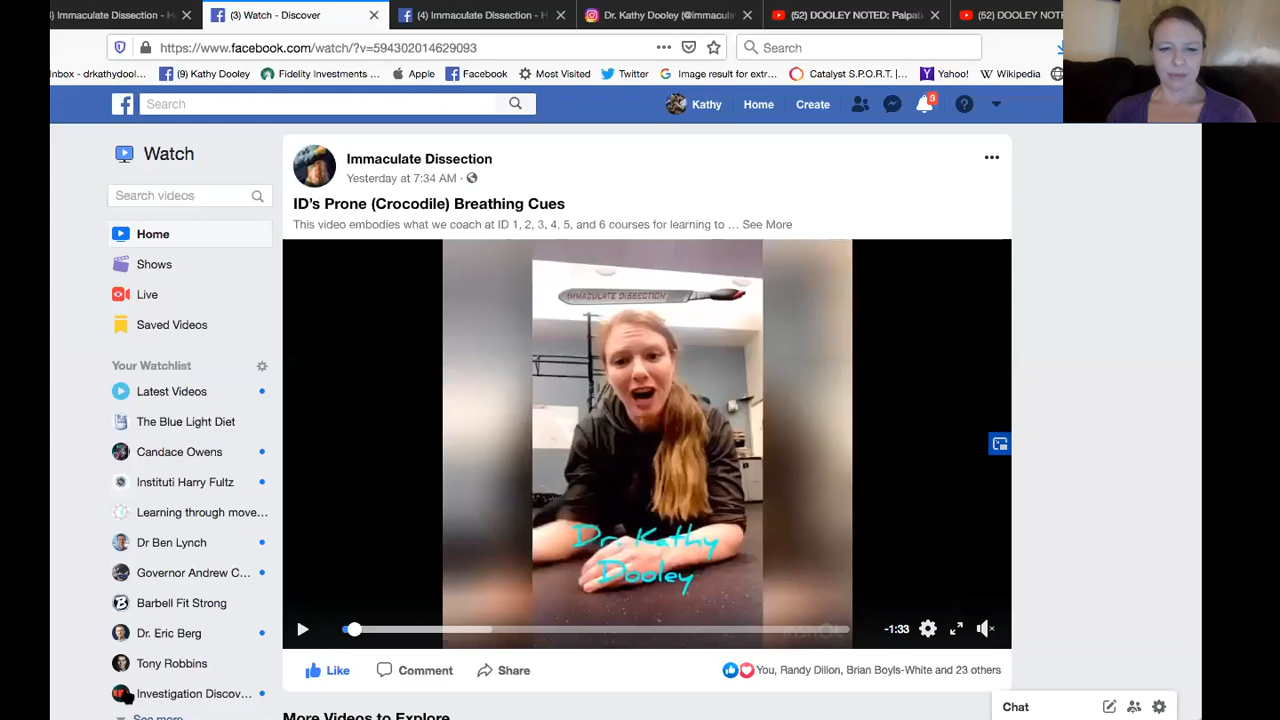 Immaculate Dissection - H
(3) Watch - Discover
(4) Immaculate Dissection - H
Dr. Kathy Dooley (@immacul
(52) DOOLEY NOTED: Palpat
(52) DOOLEY NOTE
https://www.facebook.com/watch/?v=594302014629093
Search
nbox - drkathydool...
(9) Kathy Dooley
Fidelity Investments ...
Apple
Facebook
Most Visited
Twitter
Image result for extr...
Catalyst S.P.O.R.T. |...
Yahoo!
Wikipedia
Search
Kathy
Home
Create
3
Watch
Search videos
Home
Shows
Live
Saved Videos
Your Watchlist
Latest Videos
The Blue Light Diet
Candace Owens
Instituti Harry Fultz
Learning through move...
Dr Ben Lynch
Governor Andrew C...
Barbell Fit Strong
Dr. Eric Berg
Tony Robbins
Investigation Discov...
See more
Immaculate Dissection
Yesterday at 7:34 AM ·
ID's Prone (Crocodile) Breathing Cues
This video embodies what we coach at ID 1, 2, 3, 4, 5, and 6 courses for learning to … See More
IMMACULATE DISSECTION
Dr. Kathy
Dooley
-1:33
Like
Comment
Share
You, Randy Dillon, Brian Boyls-White and 23 others
More Videos to Explore
Chat